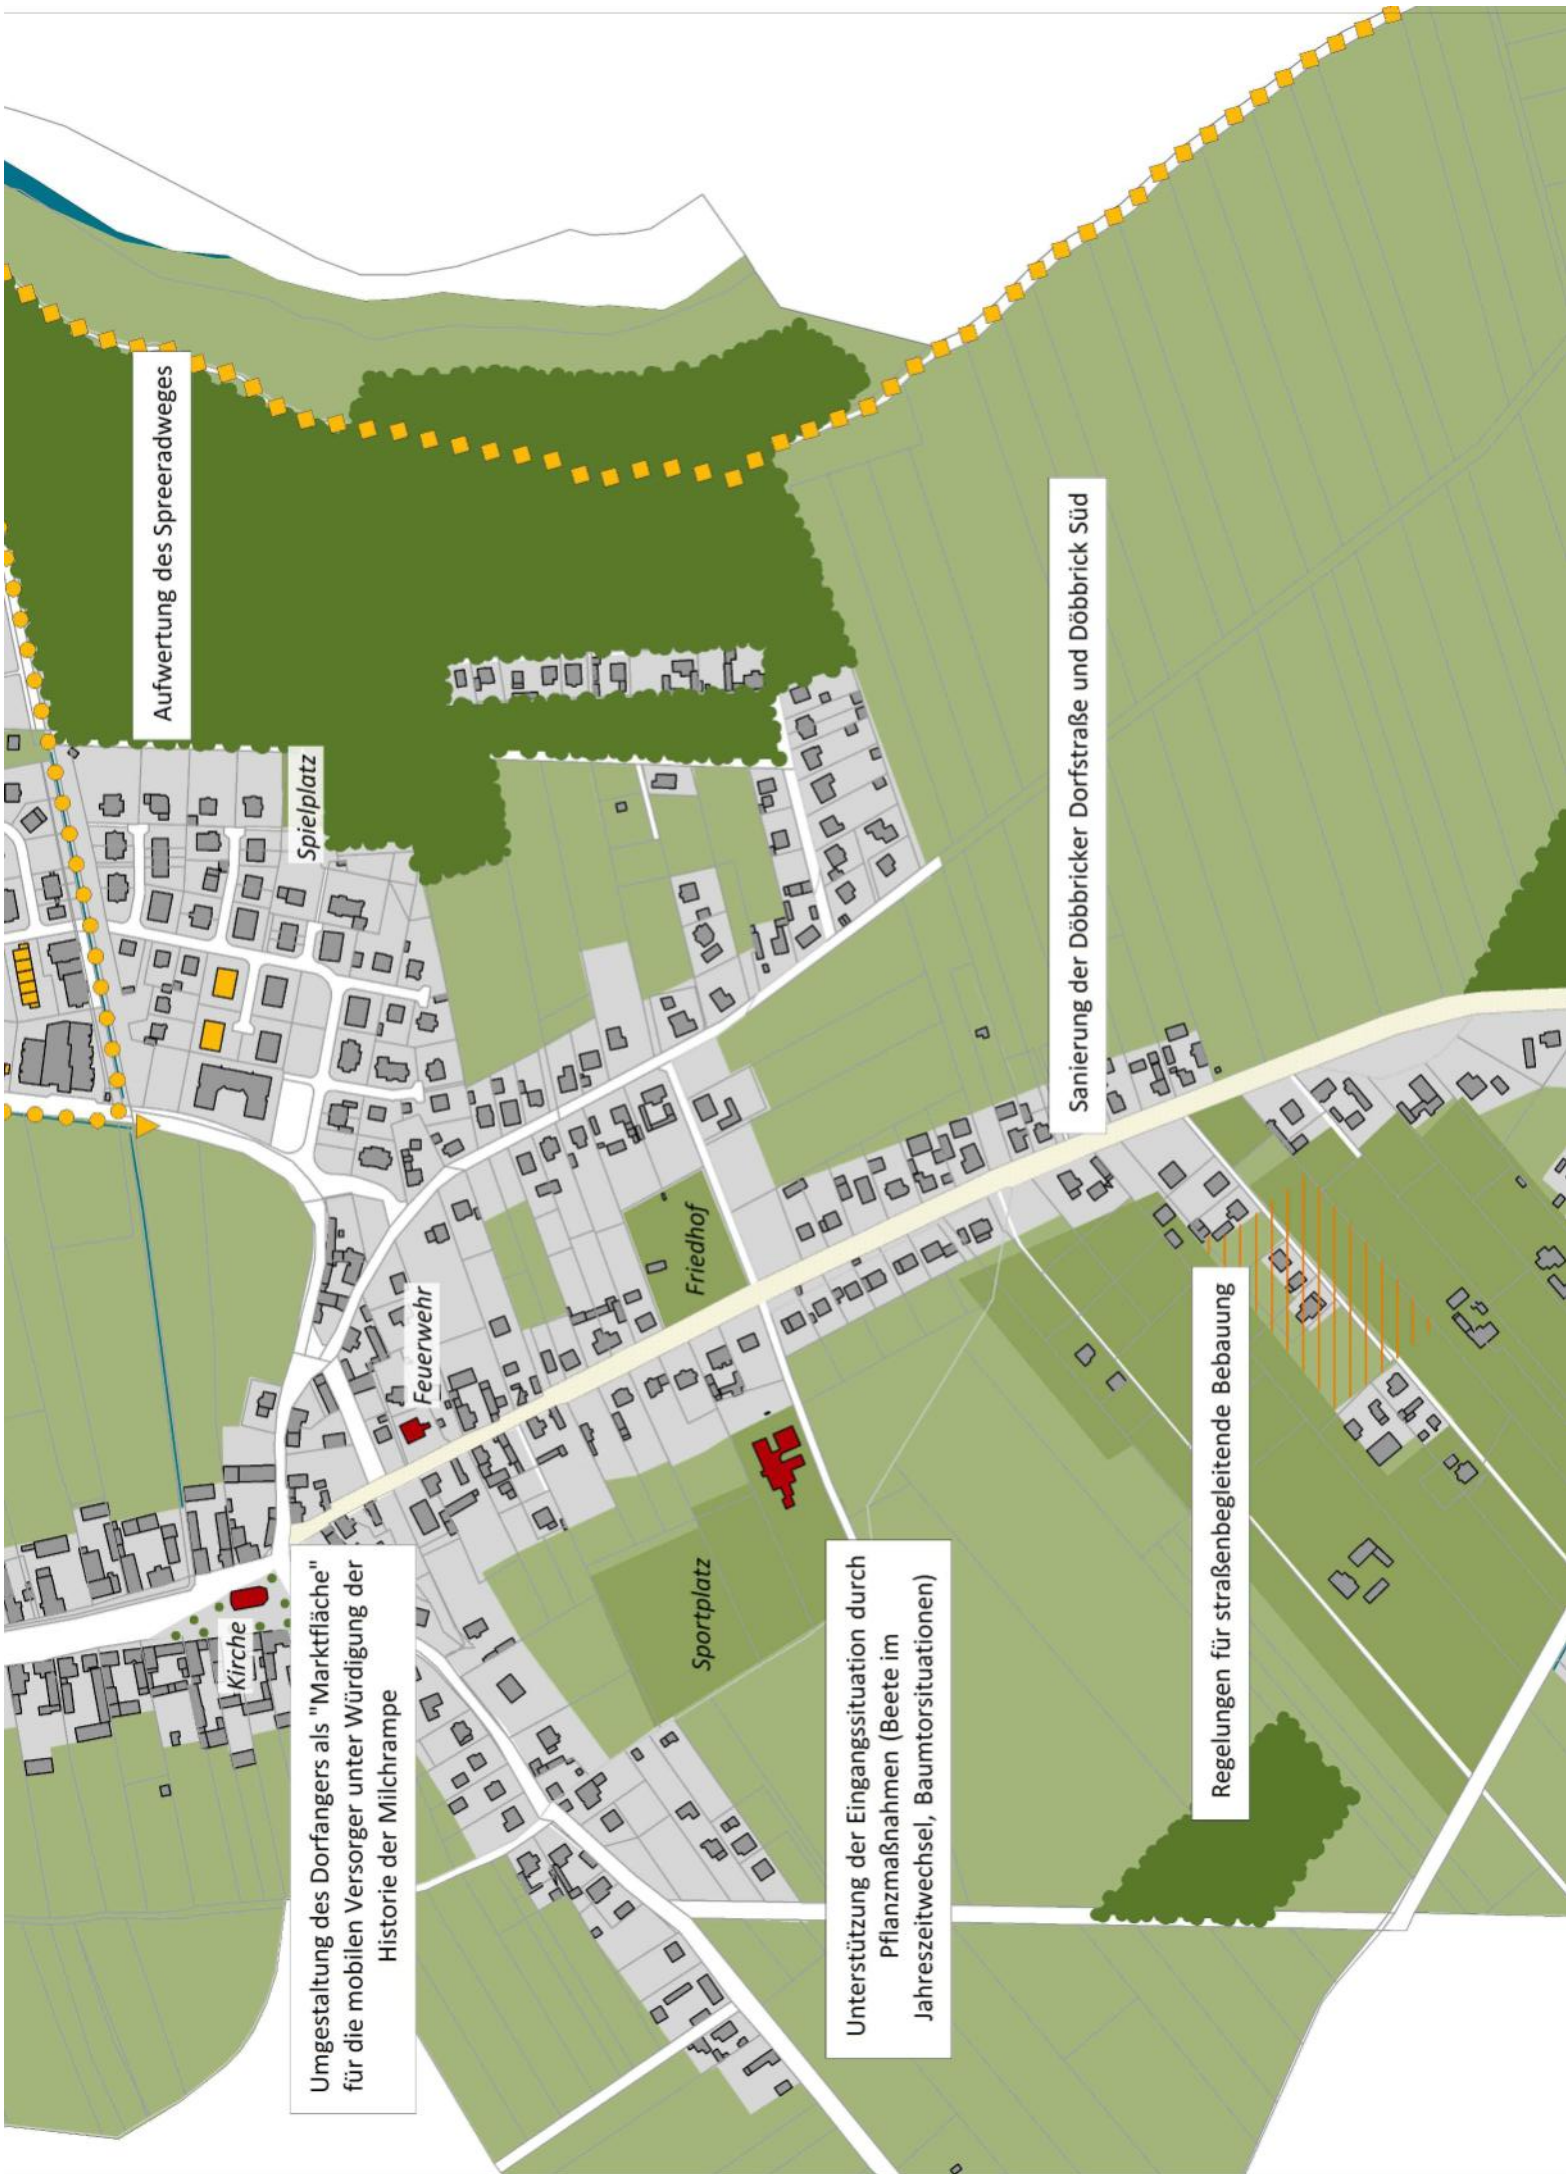 Aufwertung des Spreeradweges
Spielplatz
Sanierung der Döbbricker Dorfstraße und Döbbrick Süd
Feuerwehr
Friedhof
Regelungen für straßenbegleitende Bebauung
Kirche
Sportplatz
Umgestaltung des Dorfangers als "Marktfläche"
für die mobilen Versorger unter Würdigung der
Historie der Milchrampe
Unterstützung der Eingangssituation durch
Pflanzmaßnahmen (Beete im
Jahreszeitwechsel, Baumtorsituationen)